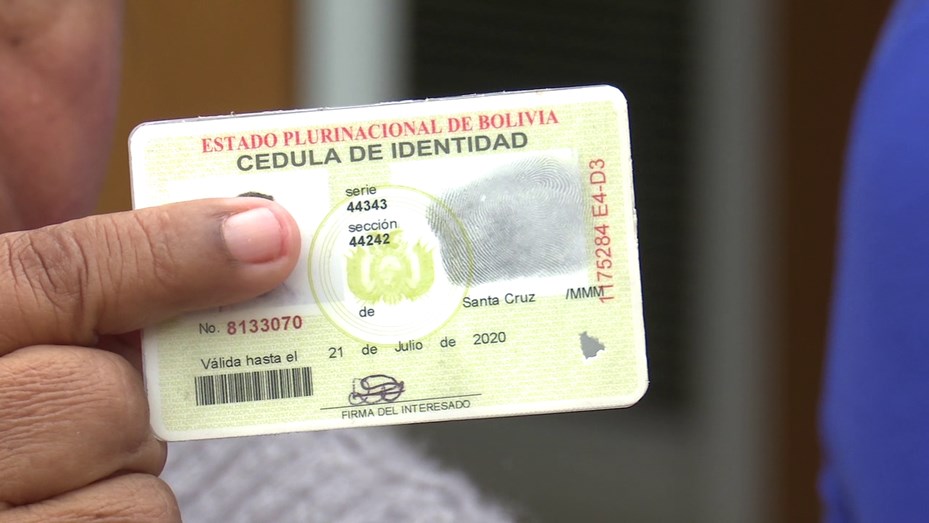 ESTADO PLURINACIONAL DE BOLIVIA
CEDULA DE IDENTIDAD
serie
44343
sección
44242
1175284 E4-D3
de
Santa Cruz /MMM
No. 8133070
Válida hasta el 21 de Julio de 2020
FIRMA DEL INTERESADO